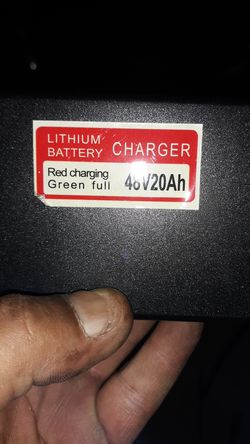 LITHIUM
BATTERY CHARGER
Red charging
Green full 48V20Ah